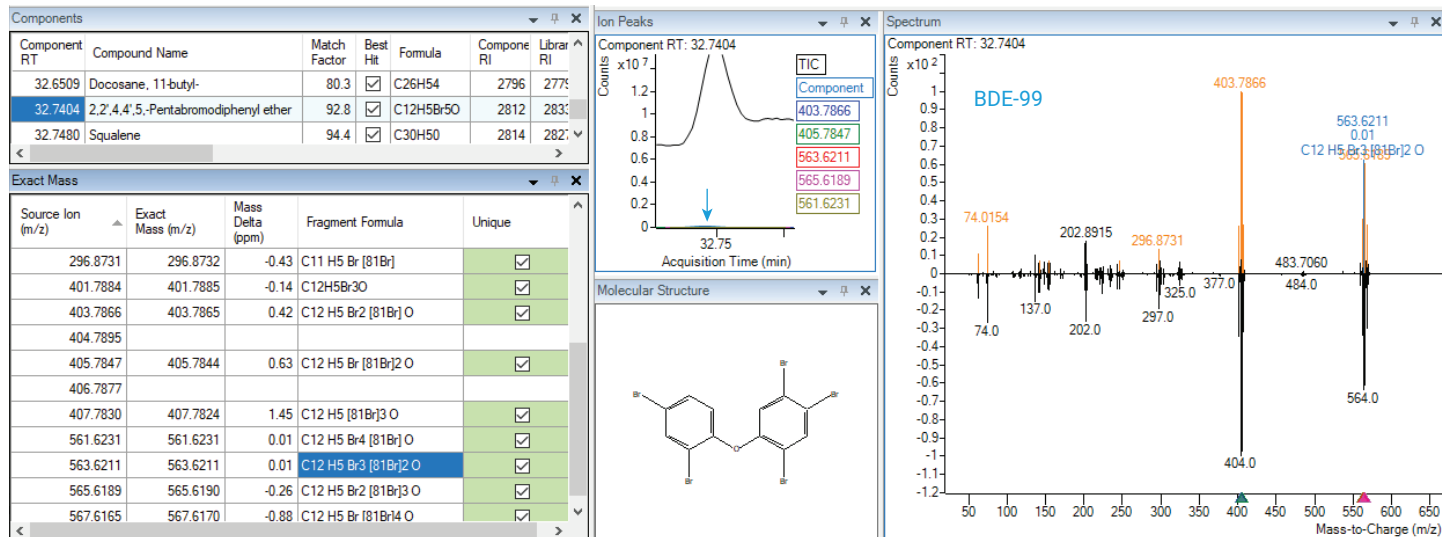 Components
Component RT Compound Name Match Factor Best Hit Formula Compone RI Librar RI
32.6509 Docosane, 11-butyl- 80.3 C26H54 2796 2779
32.7404 2,2',4,4',5,-Pentabromodiphenyl ether 92.8 C12H5Br5O 2812 2833
32.7480 Squalene 94.4 C30H50 2814 2827
Exact Mass
Source Ion (m/z) Exact Mass (m/z) Mass Delta (ppm) Fragment Formula Unique
296.8731 296.8732 -0.43 C11 H5 Br [81Br]
401.7884 401.7885 -0.14 C12H5Br3O
403.7866 403.7865 0.42 C12 H5 Br2 [81Br] O
404.7895
405.7847 405.7844 0.63 C12 H5 Br [81Br]2 O
406.7877
407.7830 407.7824 1.45 C12 H5 [81Br]3 O
561.6231 561.6231 0.01 C12 H5 Br4 [81Br] O
563.6211 563.6211 0.01 C12 H5 Br3 [81Br]2 O
565.6189 565.6190 -0.26 C12 H5 Br2 [81Br]3 O
567.6165 567.6170 -0.88 C12 H5 Br [81Br]4 O
Ion Peaks
Component RT: 32.7404
Counts
x10 7
1.4
1.2
1
0.8
0.6
0.4
0.2
0
32.75
Acquisition Time (min)
TIC
Component
403.7866
405.7847
563.6211
565.6189
561.6231
Molecular Structure
Br
Br
Br
Br
Br
O
Spectrum
Component RT: 32.7404
Counts
x10 2
BDE-99
1
0.9
0.8
0.7
0.6
0.5
0.4
0.3
0.2
0.1
0
-0.1
-0.2
-0.3
-0.4
-0.5
-0.6
-0.7
-0.8
-0.9
-1
-1.1
-1.2
403.7866
563.6211
0.01
C12 H5 Br3 [81Br]2 O
74.0154
202.8915
296.8731
483.7060
74.0
137.0
202.0
297.0
325.0
377.0
404.0
484.0
564.0
50 100 150 200 250 300 350 400 450 500 550 600 650
Mass-to-Charge (m/z)